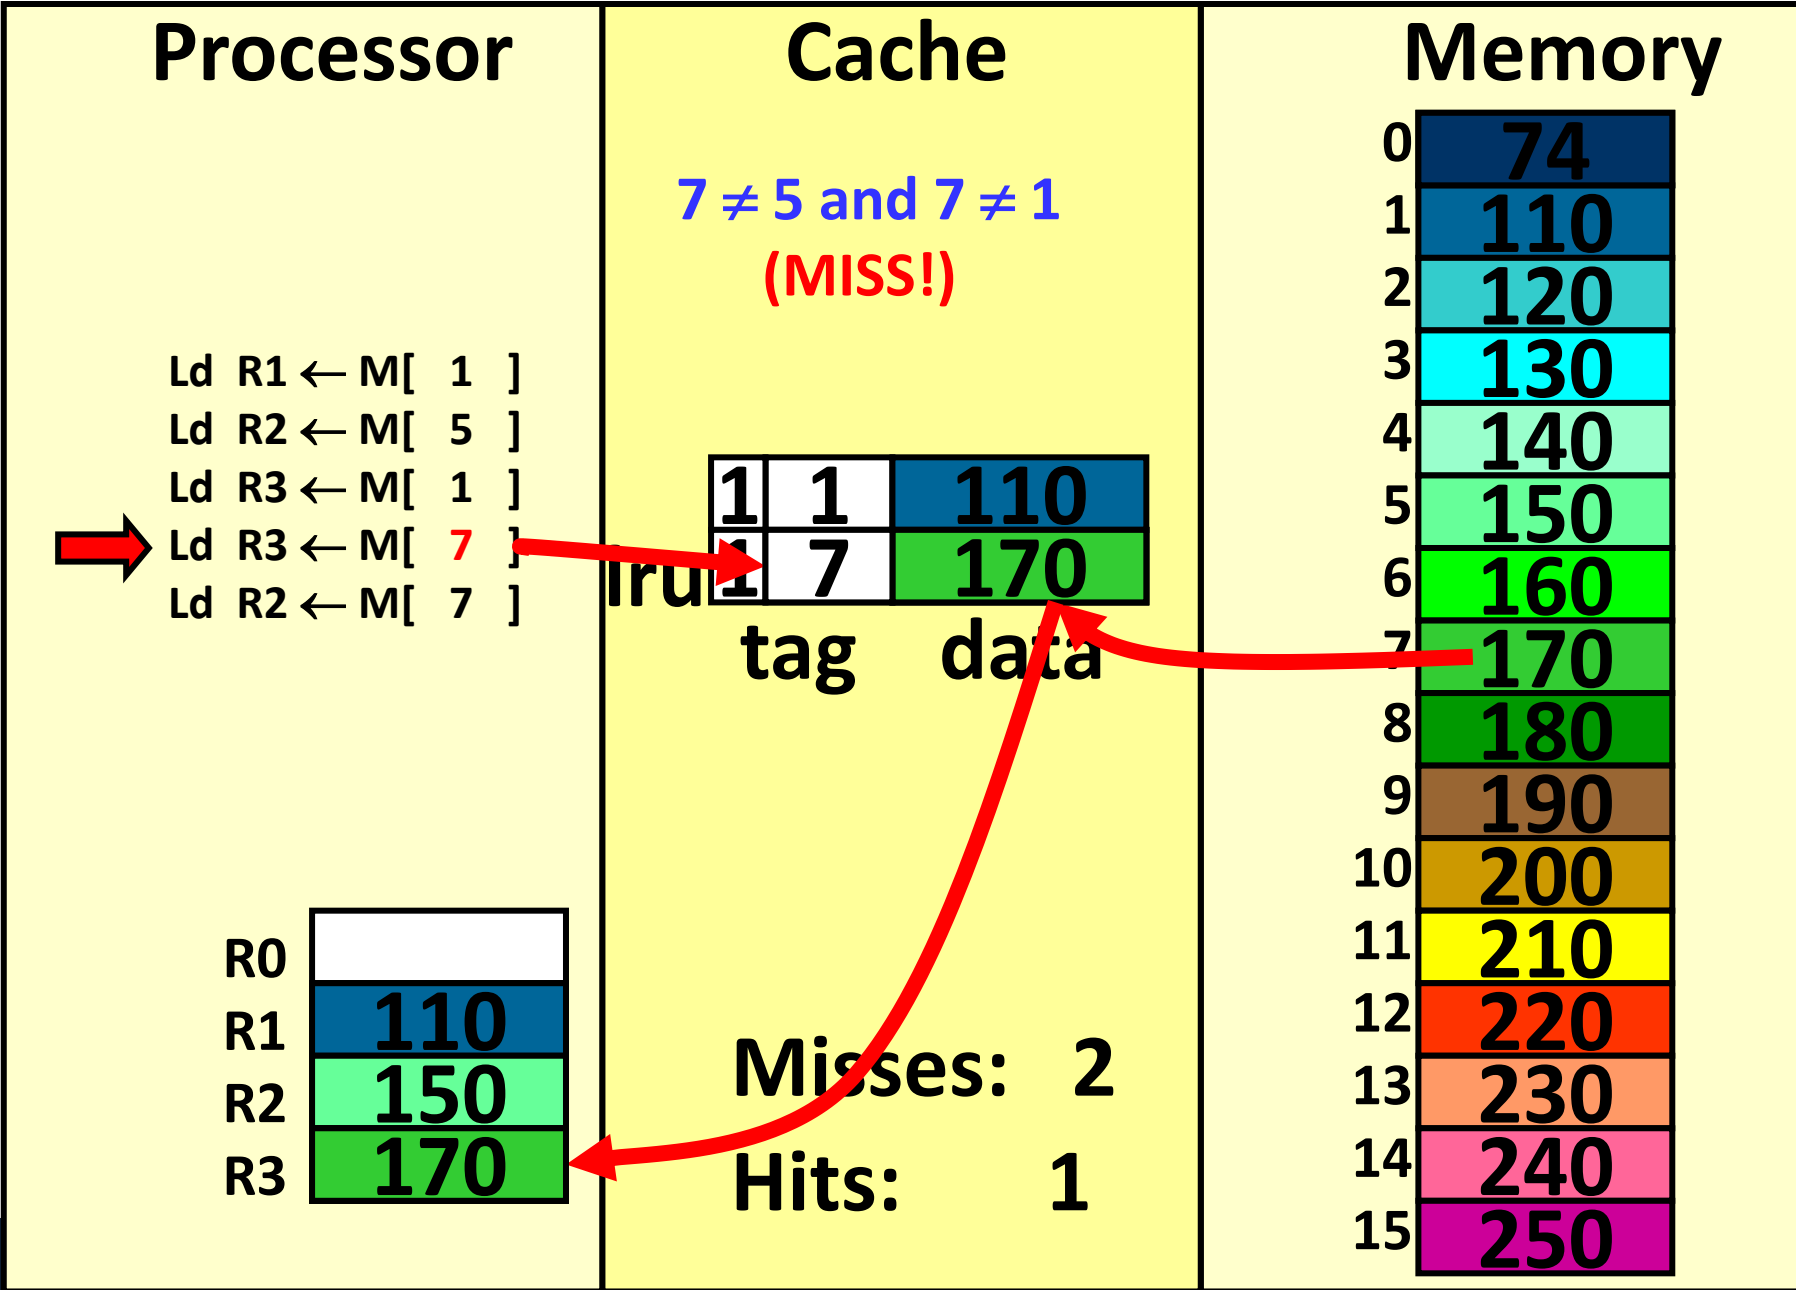 Processor
Cache
Memory
7 ≠ 5 and 7 ≠ 1
(MISS!)
Ld R1 ← M[ 1 ]
Ld R2 ← M[ 5 ]
Ld R3 ← M[ 1 ]
Ld R3 ← M[ 7 ]
Ld R2 ← M[ 7 ]
1 1 110
lru 1 7 170
tag data
R0
R1 110
R2 150
R3 170
Misses: 2
Hits: 1
0 74
1 110
2 120
3 130
4 140
5 150
6 160
7 170
8 180
9 190
10 200
11 210
12 220
13 230
14 240
15 250